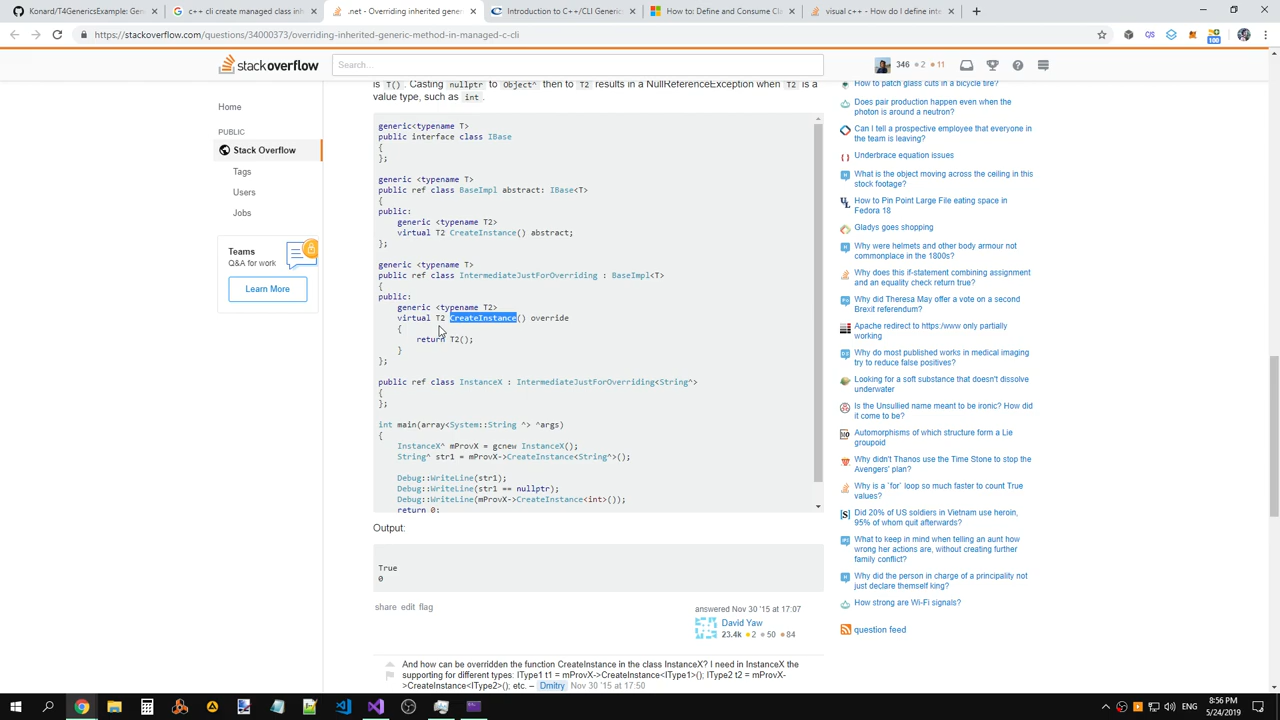 Konard/T4GenericsExample: Gener
c++ cli create managed class inh
.net - Overriding inherited generi
Introduction to C++/CLI Generics
How to: Define and Consume Cla
visual c++ - How do I define inte
https://stackoverflow.com/questions/34000373/overriding-inherited-generic-method-in-managed-c-cli
100
stackoverflow
Search...
346 2 11
Home
PUBLIC
Stack Overflow
Tags
Users
Jobs
Teams
Q&A for work
Learn More
is T(). Casting nullptr to Object^ then to T2 results in a NullReferenceException when T2 is a
value type, such as int.
generic<typename T>
public interface class IBase
{
};
generic <typename T>
public ref class BaseImpl abstract: IBase<T>
{
public:
generic <typename T2>
virtual T2 CreateInstance() abstract;
};
generic <typename T>
public ref class IntermediateJustForOverriding : BaseImpl<T>
{
public:
generic <typename T2>
virtual T2 CreateInstance() override
{
return T2();
}
};
public ref class InstanceX : IntermediateJustForOverriding<String^>
{
};
int main(array<System::String ^> ^args)
{
InstanceX^ mProvX = gcnew InstanceX();
String^ str1 = mProvX->CreateInstance<String^>();
Debug::WriteLine(str1);
Debug::WriteLine(str1 == nullptr);
Debug::WriteLine(mProvX->CreateInstance<int>());
return 0;
Output:
True
0
share edit flag
answered Nov 30 '15 at 17:07
David Yaw
23.4k 2 50 84
And how can be overridden the function CreateInstance in the class InstanceX? I need in InstanceX the
supporting for different types: IType1 t1 = mProvX->CreateInstance<IType1>(); IType2 t2 = mProvX-
>CreateInstance<IType2>(); etc. – Dmitry Nov 30 '15 at 17:50
How to patch glass cuts in a bicycle tire?
Does pair production happen even when the
photon is around a neutron?
Can I tell a prospective employee that everyone in
the team is leaving?
Underbrace equation issues
What is the object moving across the ceiling in this
stock footage?
How to Pin Point Large File eating space in
Fedora 18
Gladys goes shopping
Why were helmets and other body armour not
commonplace in the 1800s?
Why does this if-statement combining assignment
and an equality check return true?
Why did Theresa May offer a vote on a second
Brexit referendum?
Apache redirect to https:/www only partially
working
Why do most published works in medical imaging
try to reduce false positives?
Looking for a soft substance that doesn't dissolve
underwater
Is the Unsullied name meant to be ironic? How did
it come to be?
Automorphisms of which structure form a Lie
groupoid
Why didn't Thanos use the Time Stone to stop the
Avengers' plan?
Why is a `for` loop so much faster to count True
values?
Did 20% of US soldiers in Vietnam use heroin,
95% of whom quit afterwards?
What to keep in mind when telling an aunt how
wrong her actions are, without creating further
family conflict?
Why did the person in charge of a principality not
just declare themself king?
How strong are Wi-Fi signals?
question feed
ENG
8:56 PM
5/24/2019